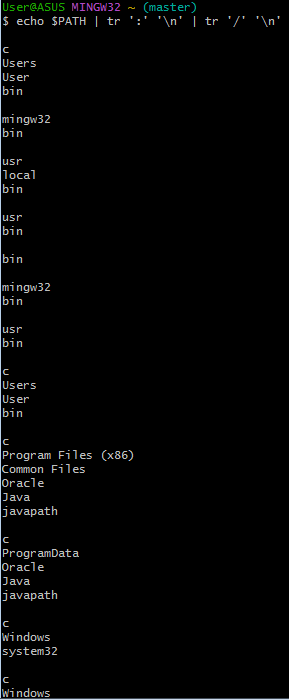 User@ASUS MINGW32 ~ (master)
$ echo $PATH | tr ':' '\n' | tr '/' '\n'

c
Users
User
bin

mingw32
bin

usr
local
bin

usr
bin

bin

mingw32
bin

usr
bin

c
Users
User
bin

c
Program Files (x86)
Common Files
Oracle
Java
javapath

c
ProgramData
Oracle
Java
javapath

c
Windows
system32

c
Windows